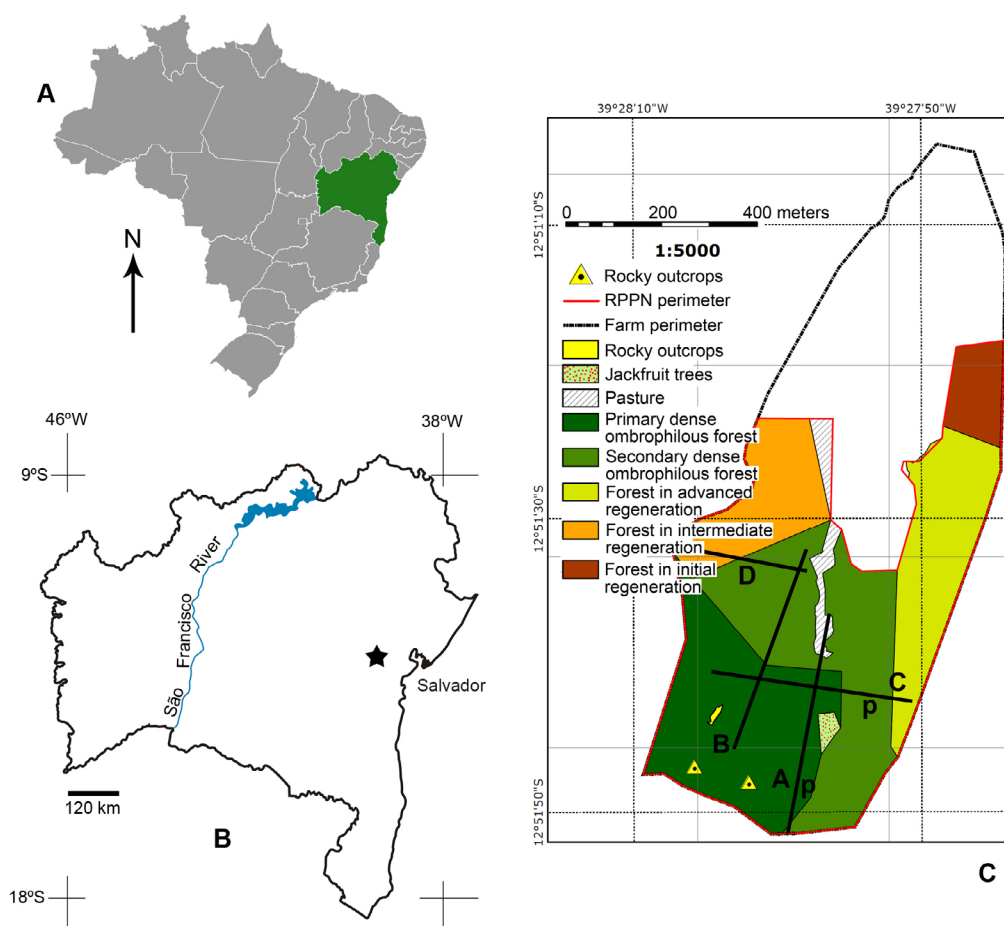 A
N
46ºW
38ºW
9ºS
River
Francisco
São
Salvador
120 km
B
18ºS
39°28'10"W
39°27'50"W
12°51'10"S
0 200 400 meters
1:5000
Rocky outcrops
RPPN perimeter
Farm perimeter
Rocky outcrops
Jackfruit trees
Pasture
Primary dense
ombrophilous forest
Secondary dense
ombrophilous forest
Forest in advanced
regeneration
Forest in intermediate
regeneration
Forest in initial
regeneration
12°51'30"S
D
C
p
B
A
p
12°51'50"S
C